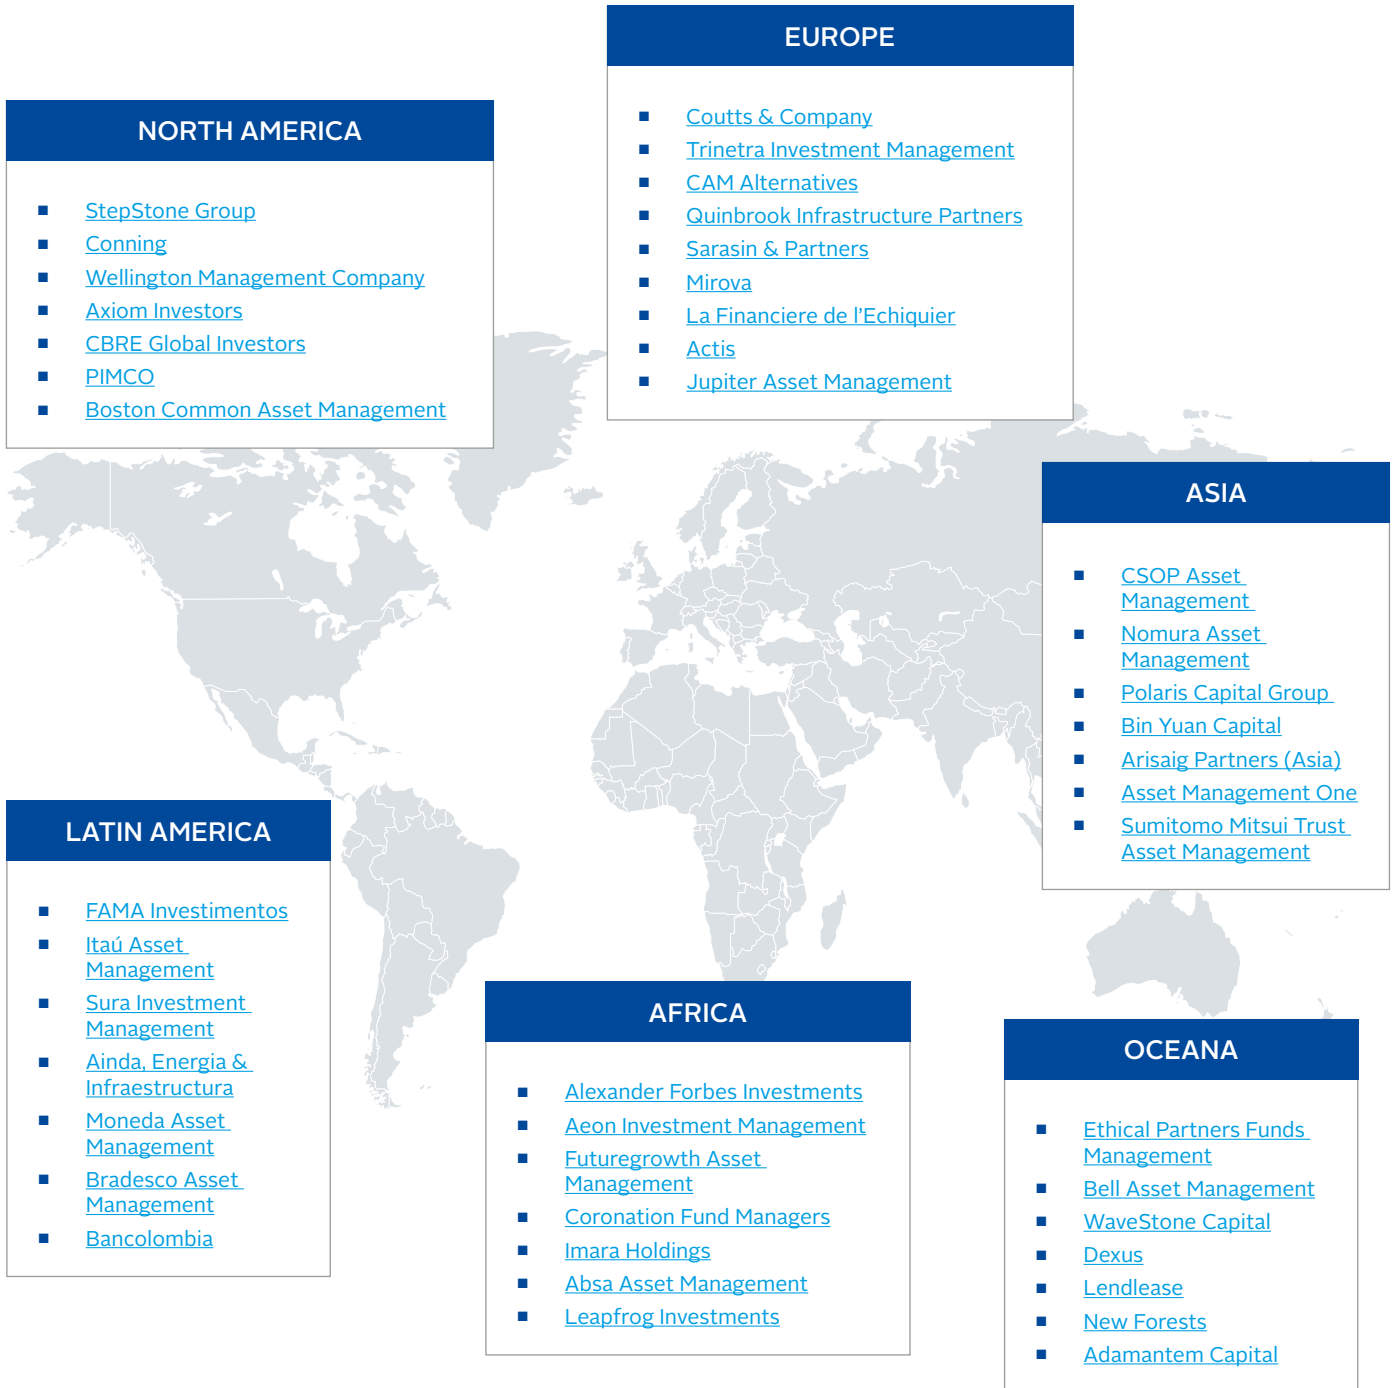 EUROPE
Coutts & Company
Trinetra Investment Management
CAM Alternatives
Quinbrook Infrastructure Partners
Sarasin & Partners
Mirova
La Financiere de l'Echiquier
Actis
Jupiter Asset Management
NORTH AMERICA
StepStone Group
Conning
Wellington Management Company
Axiom Investors
CBRE Global Investors
PIMCO
Boston Common Asset Management
ASIA
CSOP Asset
Management
Nomura Asset
Management
Polaris Capital Group
Bin Yuan Capital
Arisaig Partners (Asia)
Asset Management One
Sumitomo Mitsui Trust
Asset Management
LATIN AMERICA
FAMA Investimentos
Itaú Asset
Management
Sura Investment
Management
Ainda, Energia &
Infraestructura
Moneda Asset
Management
Bradesco Asset
Management
Bancolombia
AFRICA
Alexander Forbes Investments
Aeon Investment Management
Futuregrowth Asset
Management
Coronation Fund Managers
Imara Holdings
Absa Asset Management
Leapfrog Investments
OCEANA
Ethical Partners Funds
Management
Bell Asset Management
WaveStone Capital
Dexus
Lendlease
New Forests
Adamantem Capital